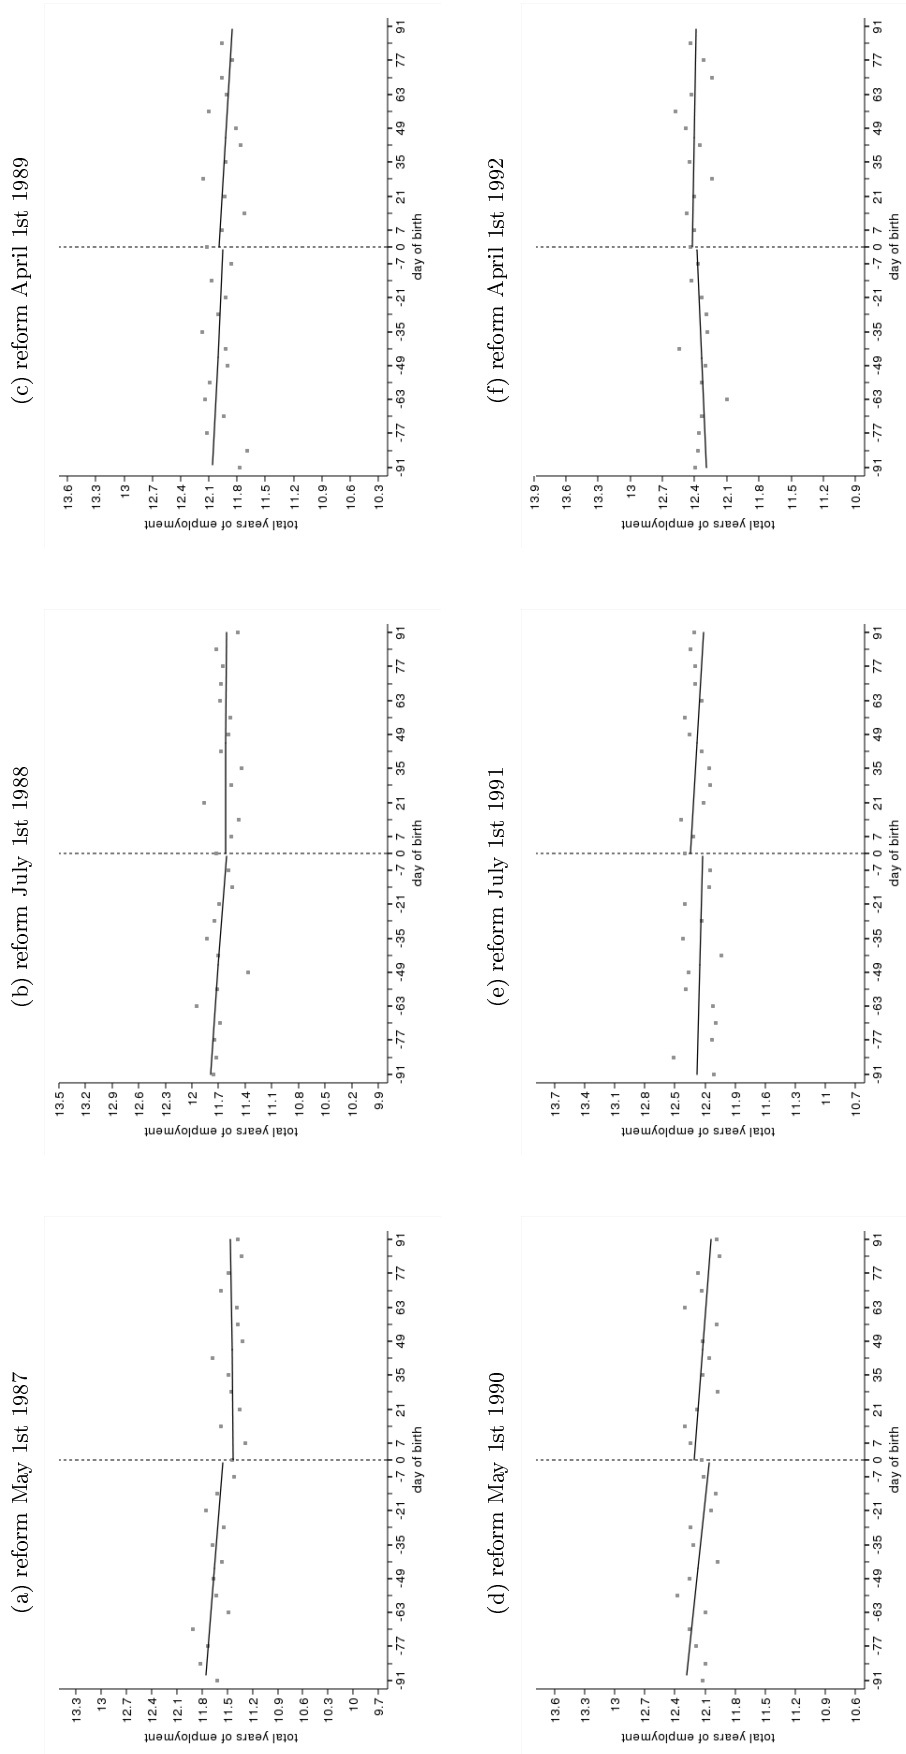 (a) reform May 1st 1987
total years of employment
13.3
13
12.7
12.4
12.1
11.8
11.5
11.2
10.9
10.6
10.3
10
9.7
-91 -77 -63 -49 -35 -21 -7 0 7 21 35 49 63 77 91
day of birth
(b) reform July 1st 1988
total years of employment
13.5
13.2
12.9
12.6
12.3
12
11.7
11.4
11.1
10.8
10.5
10.2
9.9
-91 -77 -63 -49 -35 -21 -7 0 7 21 35 49 63 77 91
day of birth
(c) reform April 1st 1989
total years of employment
13.6
13.3
13
12.7
12.4
12.1
11.8
11.5
11.2
10.9
10.6
10.3
-91 -77 -63 -49 -35 -21 -7 0 7 21 35 49 63 77 91
day of birth
(d) reform May 1st 1990
total years of employment
13.6
13.3
13
12.7
12.4
12.1
11.8
11.5
11.2
10.9
10.6
-91 -77 -63 -49 -35 -21 -7 0 7 21 35 49 63 77 91
day of birth
(e) reform July 1st 1991
total years of employment
13.7
13.4
13.1
12.8
12.5
12.2
11.9
11.6
11.3
11
10.7
-91 -77 -63 -49 -35 -21 -7 0 7 21 35 49 63 77 91
day of birth
(f) reform April 1st 1992
total years of employment
13.9
13.6
13.3
13
12.7
12.4
12.1
11.8
11.5
11.2
10.9
-91 -77 -63 -49 -35 -21 -7 0 7 21 35 49 63 77 91
day of birth